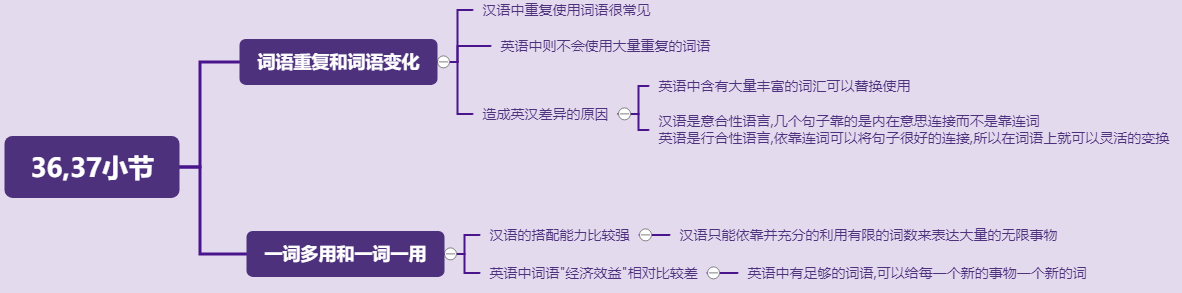 36,37小节
词语重复和词语变化
汉语中重复使用词语很常见
英语中则不会使用大量重复的词语
造成英汉差异的原因
英语中含有大量丰富的词汇可以替换使用
汉语是意合性语言,几个句子靠的是内在意思连接而不是靠连词
英语是行合性语言,依靠连词可以将句子很好的连接,所以在词语上就可以灵活的变换
一词多用和一词一用
汉语的搭配能力比较强
汉语只能依靠并充分的利用有限的词数来表达大量的无限事物
英语中词语"经济效益"相对比较差
英语中有足够的词语,可以给每一个新的事物一个新的词